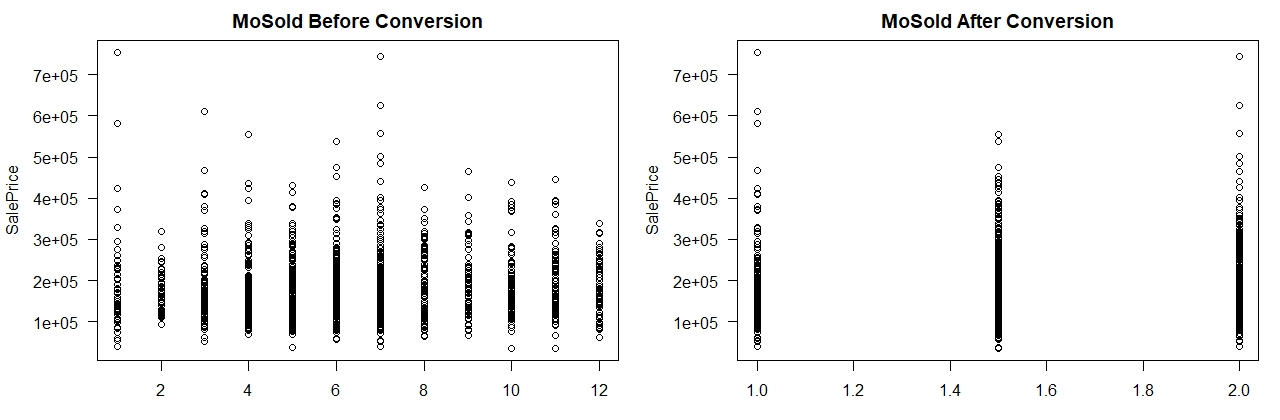 MoSold Before Conversion
SalePrice
7e+05
6e+05
5e+05
4e+05
3e+05
2e+05
1e+05
2 4 6 8 10 12
MoSold After Conversion
SalePrice
7e+05
6e+05
5e+05
4e+05
3e+05
2e+05
1e+05
1.0 1.2 1.4 1.6 1.8 2.0